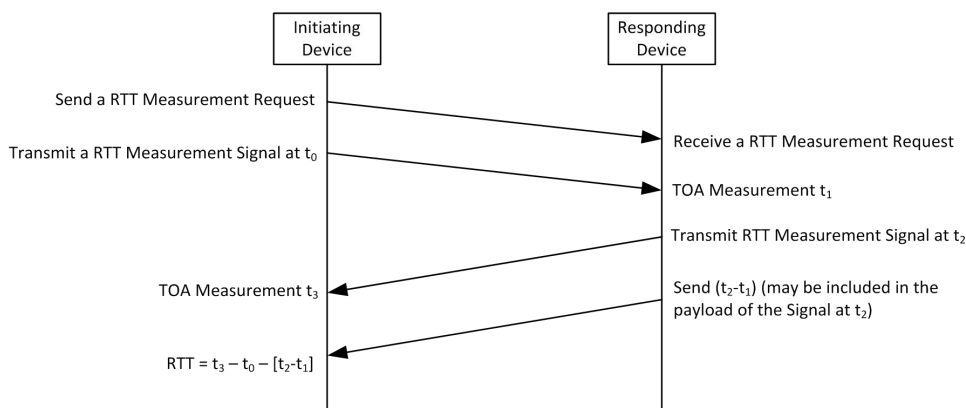 Initiating
Device
Responding
Device
Send a RTT Measurement Request
Receive a RTT Measurement Request
Transmit a RTT Measurement Signal at t₀
TOA Measurement t₁
Transmit RTT Measurement Signal at t₂
TOA Measurement t₃
Send (t₂-t₁) (may be included in the
payload of the Signal at t₂)
RTT = t₃ – t₀ – [t₂-t₁]